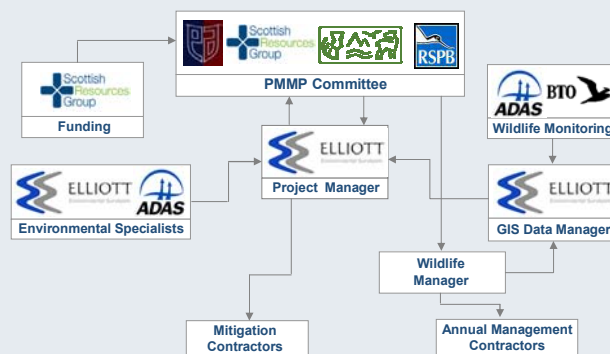 Scottish
Resources
Group
Funding
Scottish
Resources
Group
RSPB
PMMP Committee
ADAS
BTO
Wildlife Monitoring
ELLIOTT
Project Manager
ELLIOTT
ADAS
Environmental Specialists
ELLIOTT
GIS Data Manager
Wildlife
Manager
Mitigation
Contractors
Annual Management
Contractors